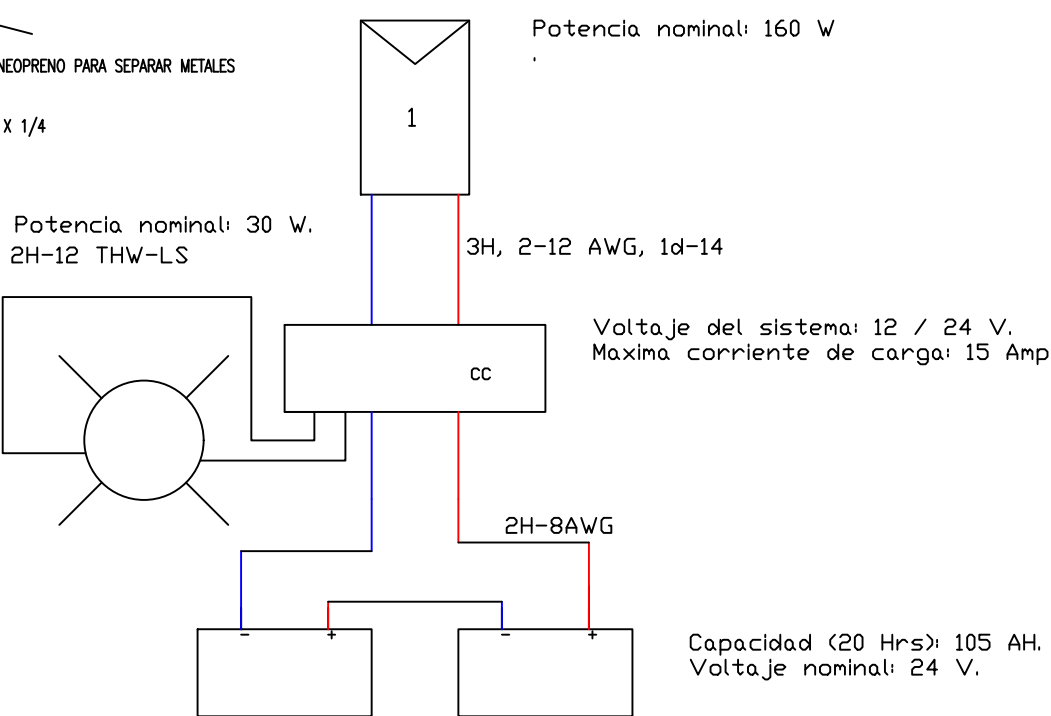 Potencia nominal: 160 W
NEOPRENO PARA SEPARAR METALES
X 1/4
1
Potencia nominal: 30 W.
2H-12 THW-LS
3H, 2-12 AWG, 1d-14
Voltaje del sistema: 12 / 24 V.
Maxima corriente de carga: 15 Amp
cc
2H-8AWG
- + - +
Capacidad (20 Hrs): 105 AH.
Voltaje nominal: 24 V.